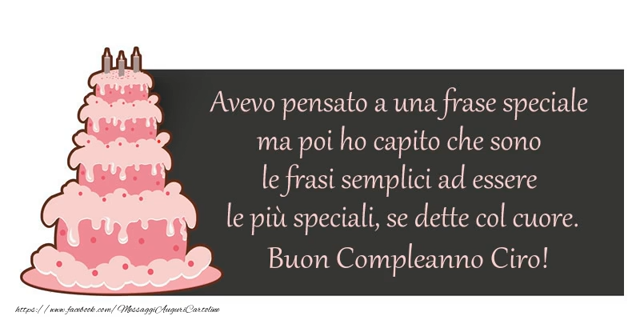 Avevo pensato a una frase speciale
ma poi ho capito che sono
le frasi semplici ad essere
le più speciali, se dette col cuore.
Buon Compleanno Ciro!
https://www.facebook.com/MessaggiAuguriCartoline